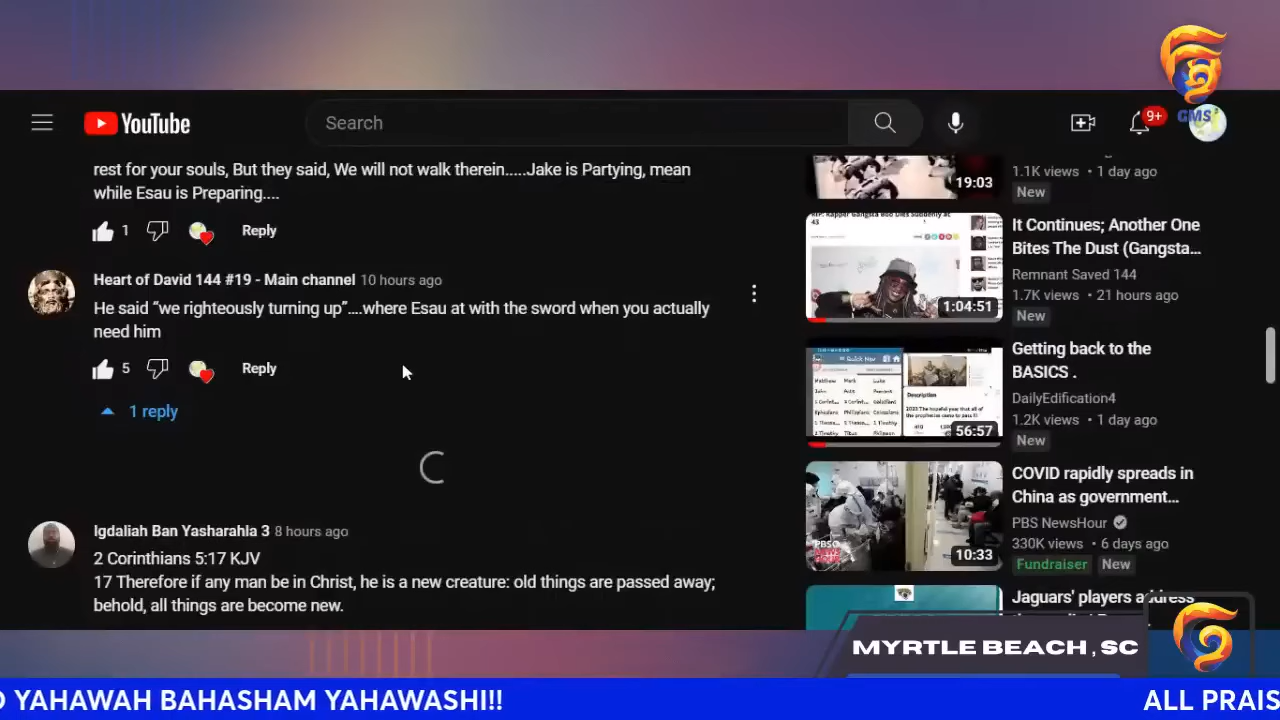 YouTube
Search
9+
GMS
rest for your souls, But they said, We will not walk therein.....Jake is Partying, mean
while Esau is Preparing....
1
Reply
Heart of David 144 #19 - Main channel 10 hours ago
He said “we righteously turning up”....where Esau at with the sword when you actually
need him
5
Reply
1 reply
Igdaliah Ban Yasharahla 3 8 hours ago
2 Corinthians 5:17 KJV
17 Therefore if any man be in Christ, he is a new creature: old things are passed away;
behold, all things are become new.
19:03
1.1K views • 1 day ago
New
43
1:04:51
It Continues; Another One
Bites The Dust (Gangsta...
Remnant Saved 144
1.7K views • 21 hours ago
New
Matthew Mark Luke
Description
56:57
Getting back to the
BASICS .
DailyEdification4
1.2K views • 1 day ago
New
10:33
COVID rapidly spreads in
China as government...
PBS NewsHour
330K views • 6 days ago
Fundraiser New
Jaguars' players address
MYRTLE BEACH , SC
YAHAWAH BAHASHAM YAHAWASHI!!
ALL PRAIS